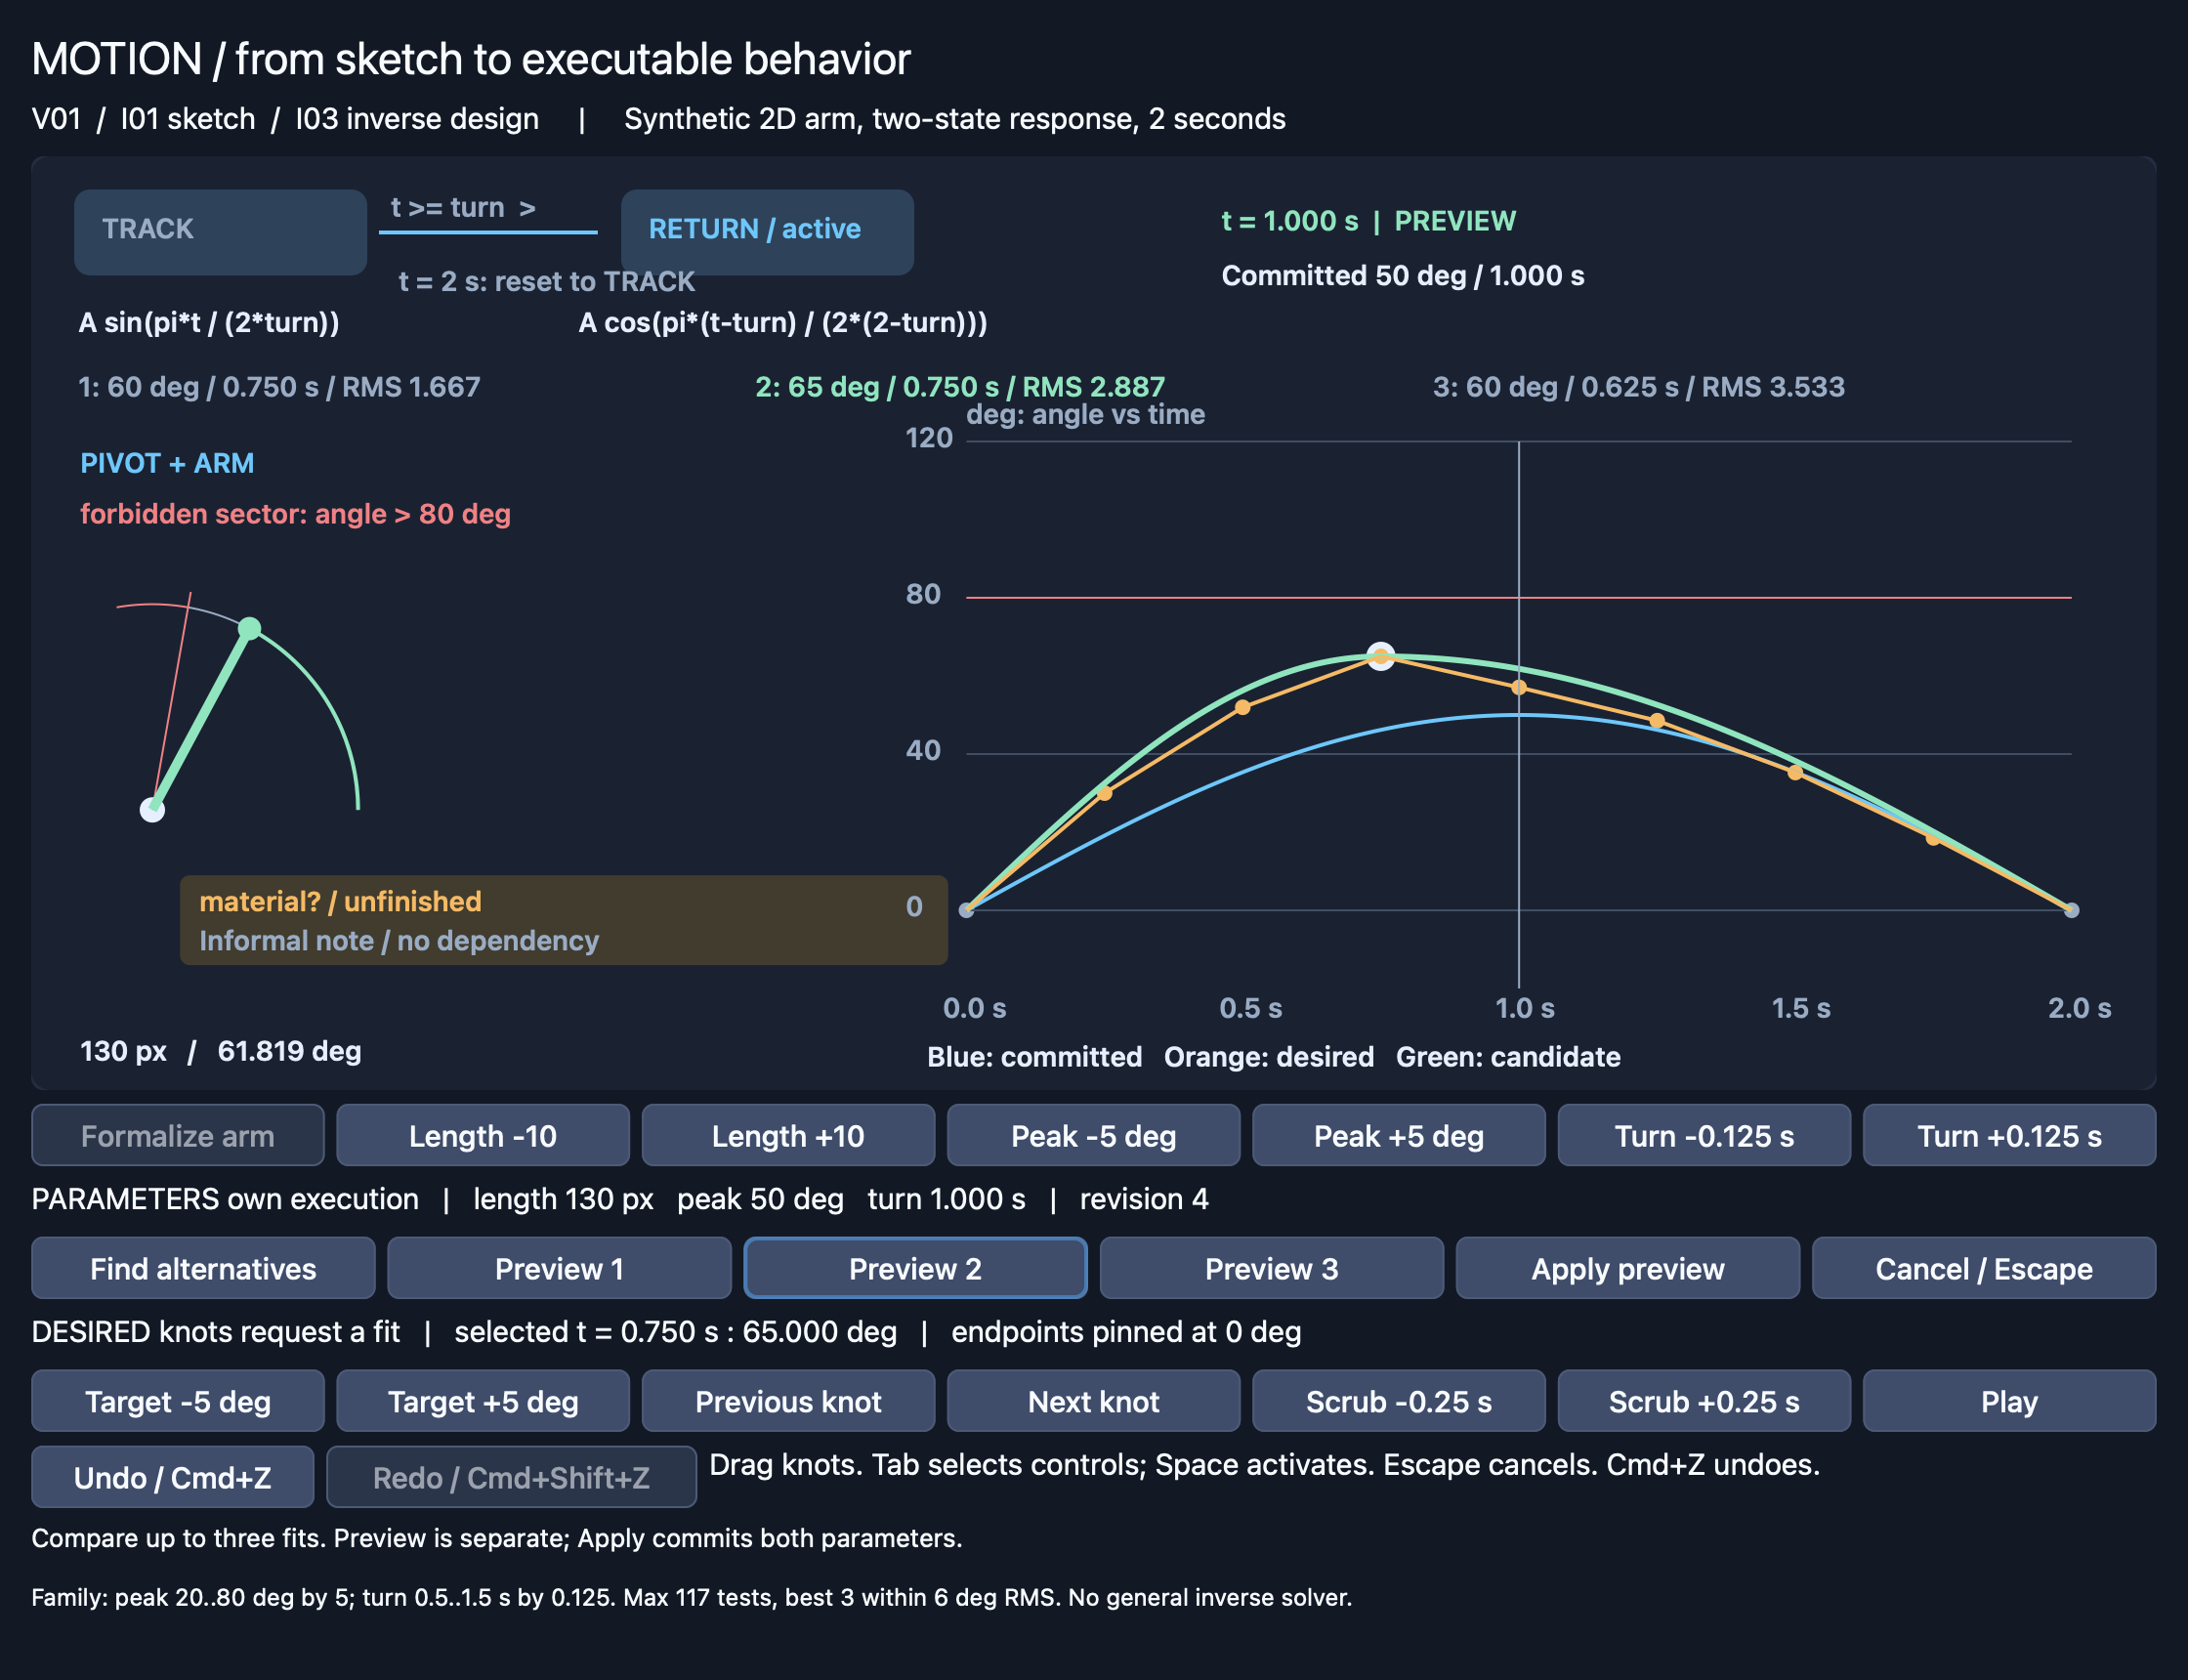 MOTION / from sketch to executable behavior
V01 / I01 sketch / I03 inverse design | Synthetic 2D arm, two-state response, 2 seconds
TRACK
t >= turn >
RETURN / active
t = 2 s: reset to TRACK
t = 1.000 s | PREVIEW
Committed 50 deg / 1.000 s
A sin(pi*t / (2*turn))
A cos(pi*(t-turn) / (2*(2-turn)))
1: 60 deg / 0.750 s / RMS 1.667
2: 65 deg / 0.750 s / RMS 2.887
3: 60 deg / 0.625 s / RMS 3.533
deg: angle vs time
PIVOT + ARM
forbidden sector: angle > 80 deg
120
80
40
0
material? / unfinished
Informal note / no dependency
0.0 s
0.5 s
1.0 s
1.5 s
2.0 s
130 px / 61.819 deg
Blue: committed Orange: desired Green: candidate
Formalize arm
Length -10
Length +10
Peak -5 deg
Peak +5 deg
Turn -0.125 s
Turn +0.125 s
PARAMETERS own execution | length 130 px peak 50 deg turn 1.000 s | revision 4
Find alternatives
Preview 1
Preview 2
Preview 3
Apply preview
Cancel / Escape
DESIRED knots request a fit | selected t = 0.750 s : 65.000 deg | endpoints pinned at 0 deg
Target -5 deg
Target +5 deg
Previous knot
Next knot
Scrub -0.25 s
Scrub +0.25 s
Play
Undo / Cmd+Z
Redo / Cmd+Shift+Z
Drag knots. Tab selects controls; Space activates. Escape cancels. Cmd+Z undoes.
Compare up to three fits. Preview is separate; Apply commits both parameters.
Family: peak 20..80 deg by 5; turn 0.5..1.5 s by 0.125. Max 117 tests, best 3 within 6 deg RMS. No general inverse solver.